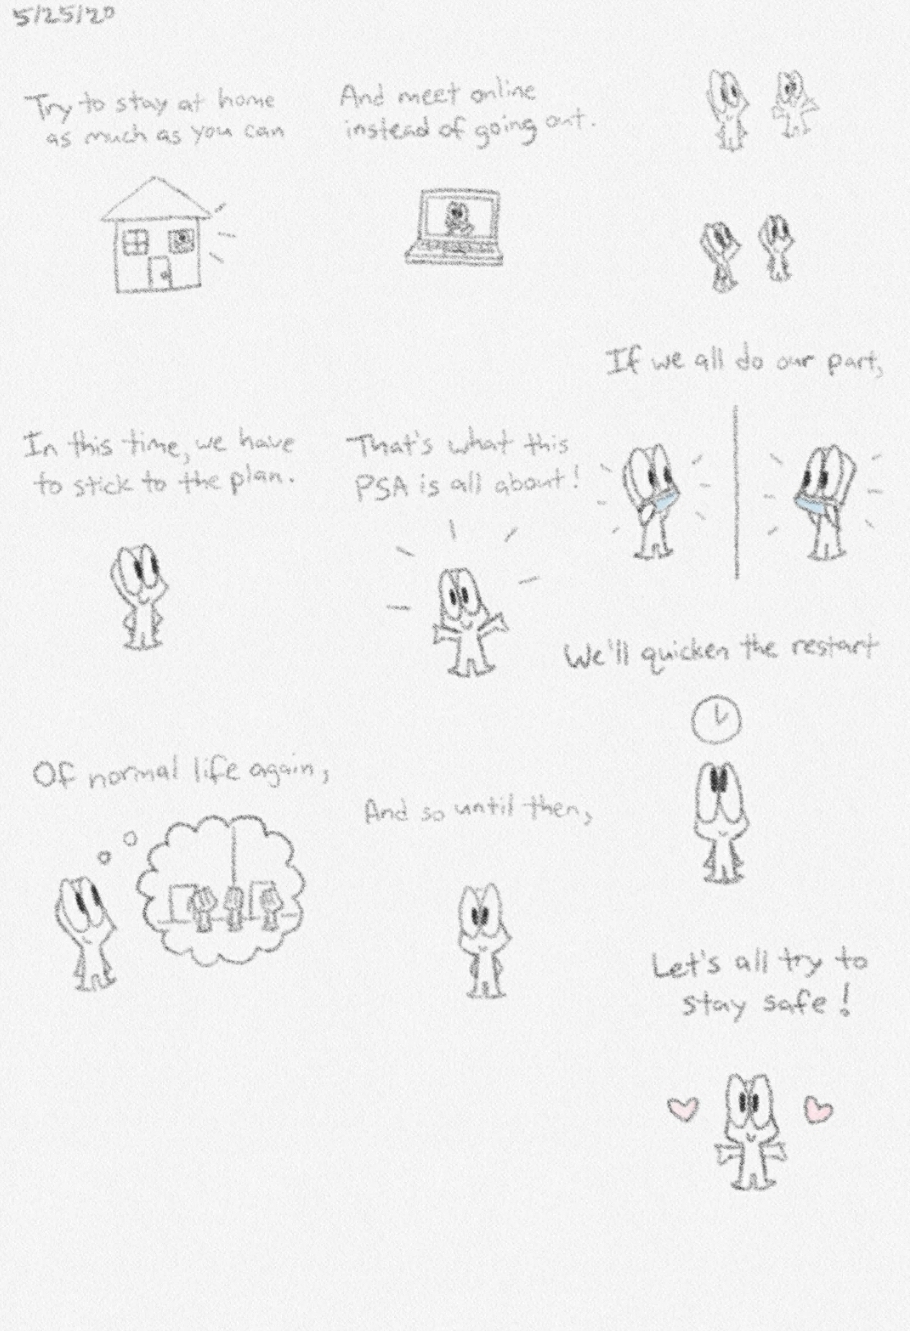 5/25/20
Try to stay at home
as much as you can
And meet online
instead of going out.
In this time, we have
to stick to the plan.
That's what this
PSA is all about!
If we all do our part,
We'll quicken the restart
Of normal life again,
And so until then,
Let's all try to
stay safe!